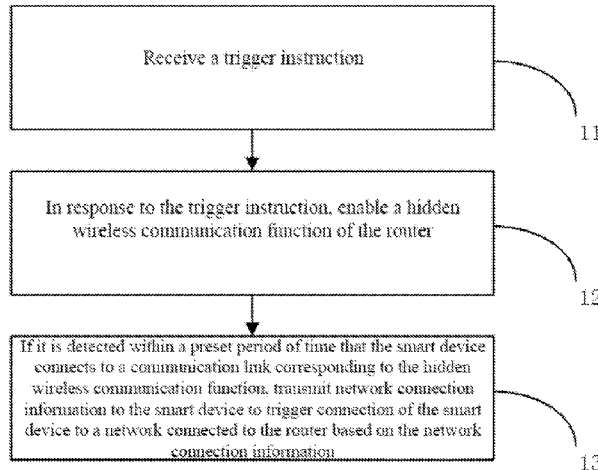 Receive a trigger instruction
11
In response to the trigger instruction, enable a hidden
wireless communication function of the router
12
If it is detected within a preset period of time that the smart device
connects to a communication link corresponding to the hidden
wireless communication function, transmit network connection
information to the smart device to trigger connection of the smart
device to a network connected to the router based on the network
connection information
13